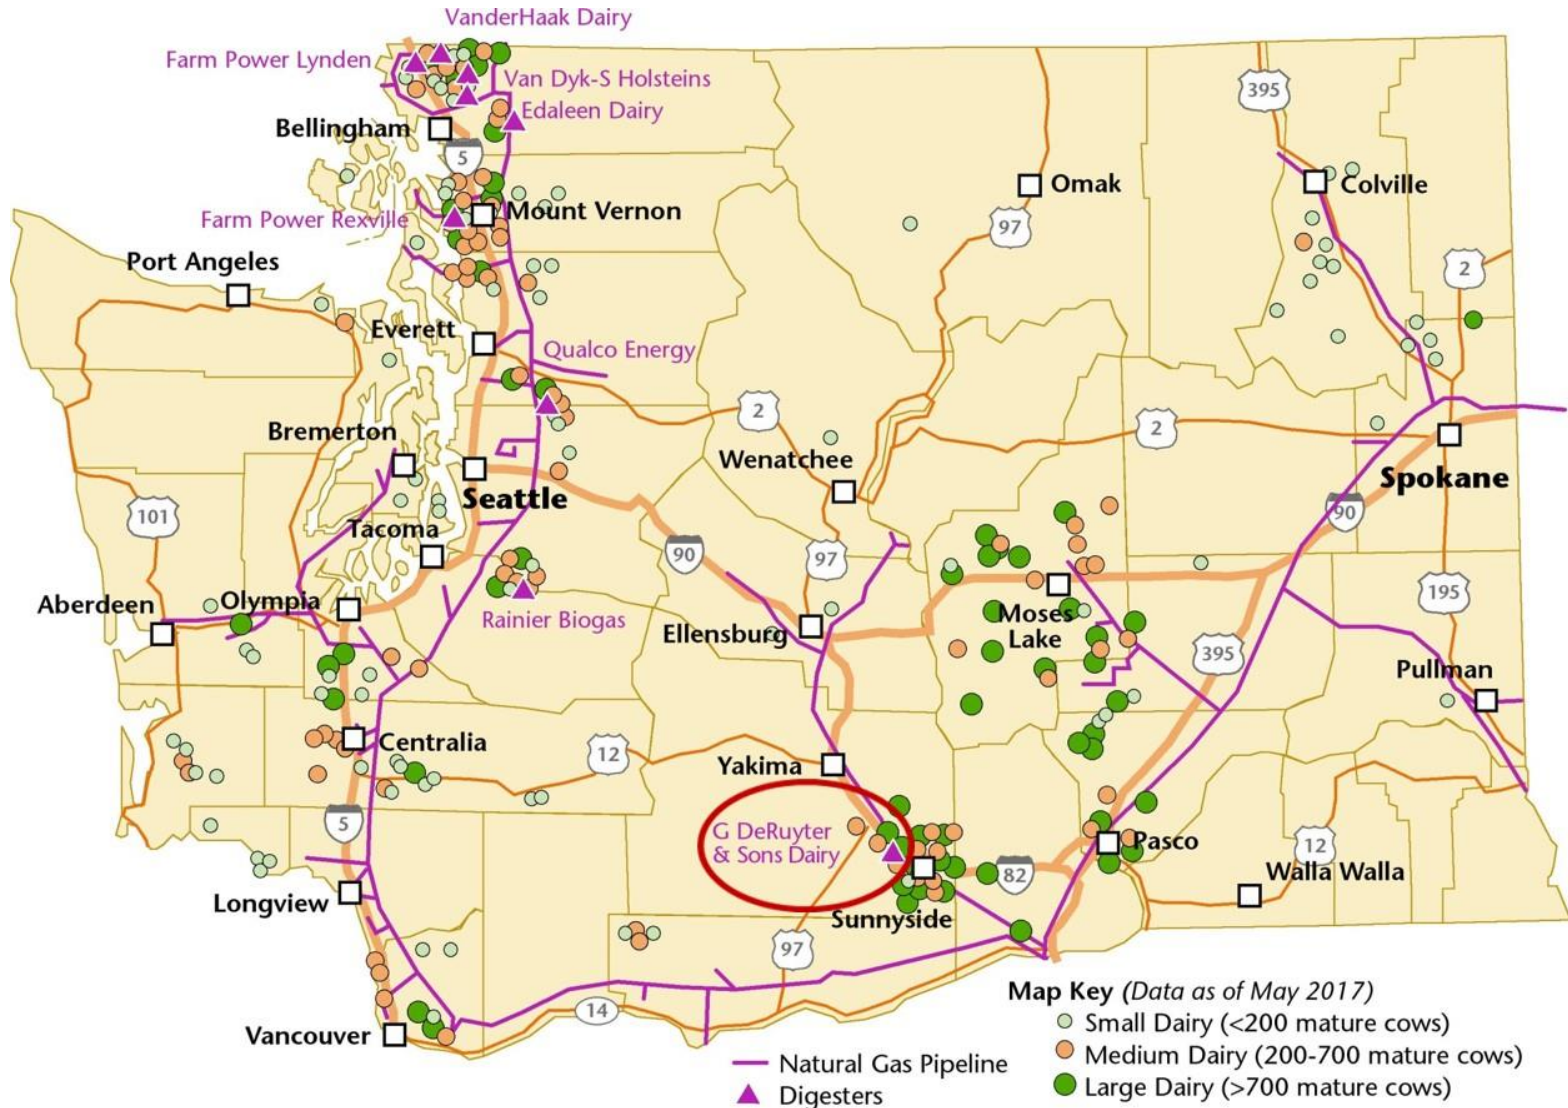 VanderHaak Dairy
Farm Power Lynden
Van Dyk-S Holsteins
395
Edaleen Dairy
Bellingham
5
Omak
Colville
Farm Power Rexville
Mount Vernon
97
Port Angeles
2
Everett
Qualco Energy
2
2
Bremerton
Wenatchee
Spokane
Seattle
101
90
Tacoma
90
97
195
Aberdeen
Olympia
Moses
Lake
Rainier Biogas
Ellensburg
395
Pullman
Centralia
12
Yakima
5
G DeRuyter
& Sons Dairy
Pasco
12
82
Walla Walla
Longview
Sunnyside
97
Map Key (Data as of May 2017)
14
Small Dairy (<200 mature cows)
Vancouver
Medium Dairy (200-700 mature cows)
Natural Gas Pipeline
Large Dairy (>700 mature cows)
Digesters